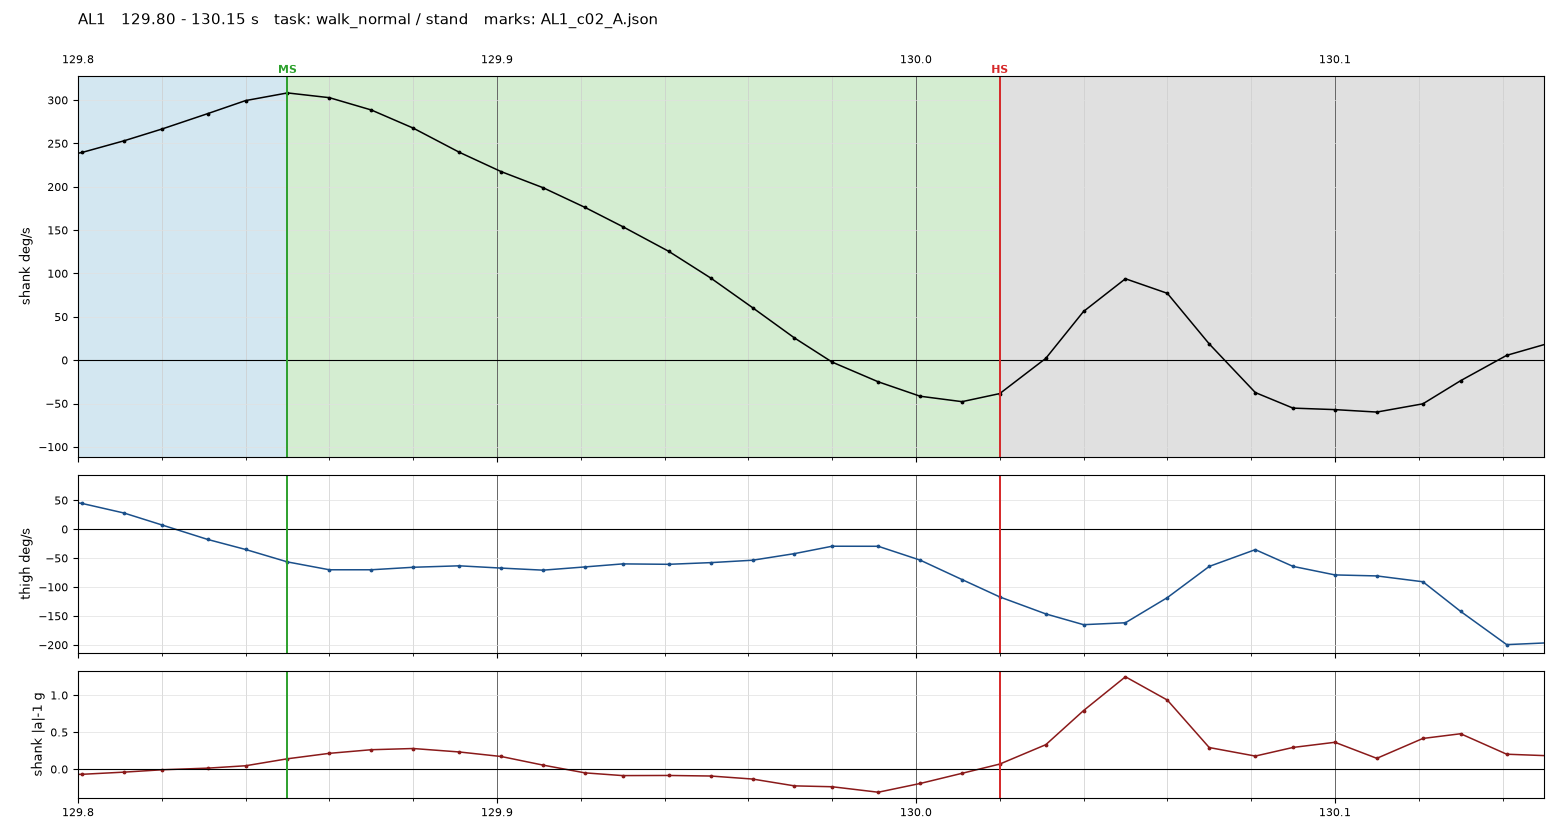 AL1   129.80 - 130.15 s   task: walk_normal / stand   marks: AL1_c02_A.json
129.8 129.9 130.0 130.1
MS HS
300
250
200
150
100
50
0
−50
−100
shank deg/s
50
0
−50
−100
−150
−200
thigh deg/s
1.0
0.5
0.0
shank |a|-1 g
129.8 129.9 130.0 130.1